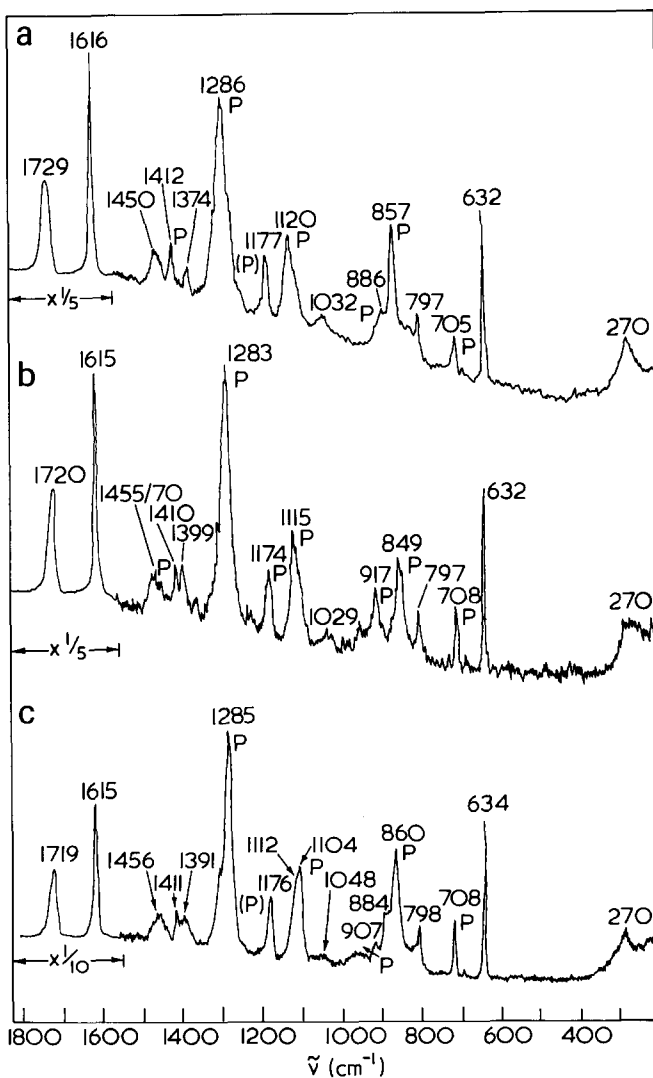 a
1616
1286
P
1729
1412
P
1450
1374
1177
(P)
1120
P
1032
886
P
857
P
797
705
P
632
270
x 1/5
b
1615
1283
P
1720
1455/70
P
1410
1399
1174
P
1115
P
1029
917
P
849
P
797
708
P
632
270
x 1/5
c
1615
1285
P
1719
1456
1411
1391
1176
(P)
1112
1104
P
1048
884
907
P
860
P
798
708
P
634
270
x 1/10
1800 1600 1400 1200 1000 800 600 400
ν̃ (cm⁻¹)